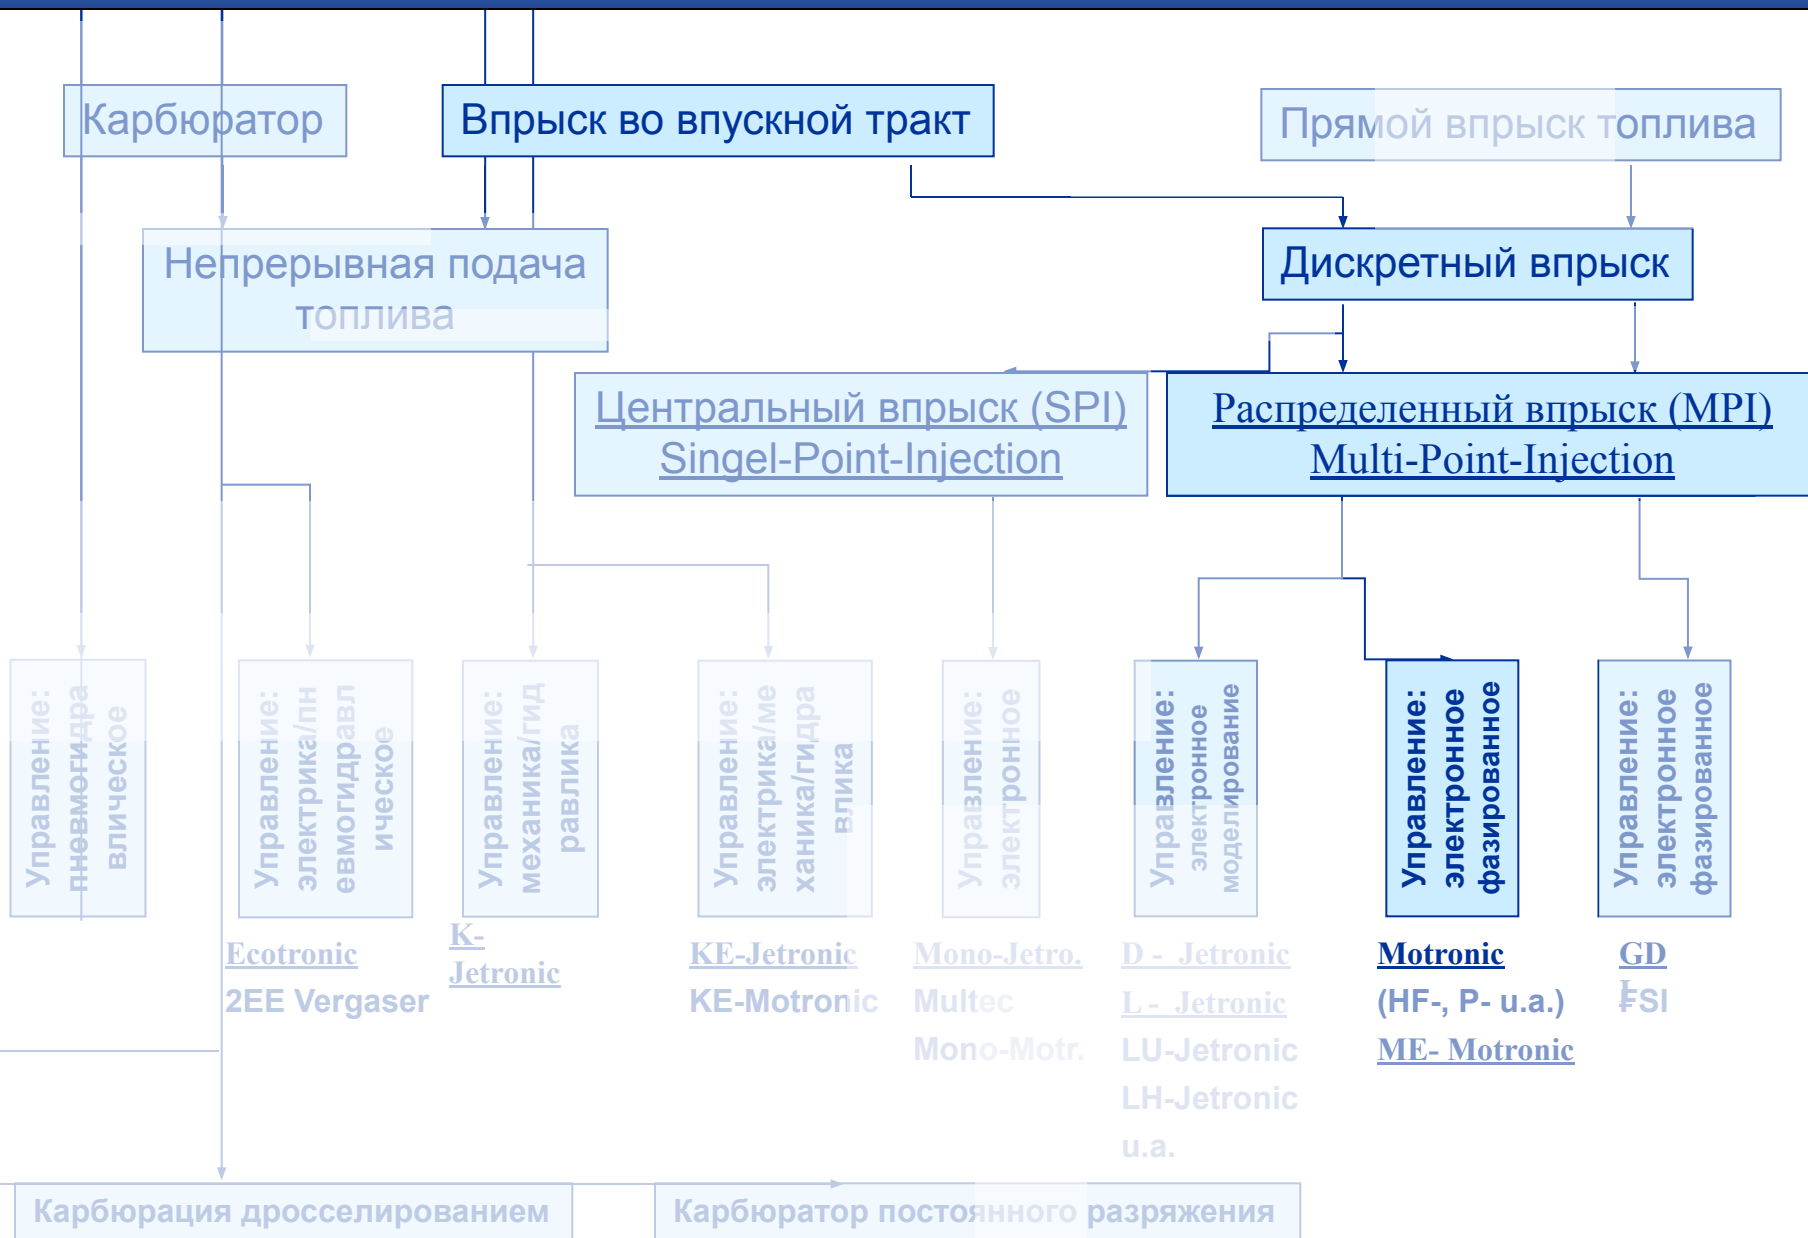 Карбюратор
Впрыск во впускной тракт
Прямой впрыск топлива
Непрерывная подача
топлива
Дискретный впрыск
Центральный впрыск (SPI)
Singel-Point-Injection
Распределенный впрыск (MPI)
Multi-Point-Injection
Управление:
пновмогидра
влическое
Управление:
электрика/пн
евмогидравл
ическое
Управление:
механика/гид
равлика
Управление:
электрика/ме
ханика/гидра
влика
Управление:
электронное
Управление:
электронное
моделирование
Управление:
электронное
фазированное
Управление:
электронное
фазированное
Ecotronic
2EE Vergaser
K-
Jetronic
KE-Jetronic
KE-Motronic
Mono-Jetro.
Multec
Mono-Motr.
D - Jetronic
L - Jetronic
LU-Jetronic
LH-Jetronic
u.a.
Motronic
(HF-, P- u.a.)
ME- Motronic
GD
I
FSI
Карбюрация дросселированием
Карбюратор постоянного разряжения